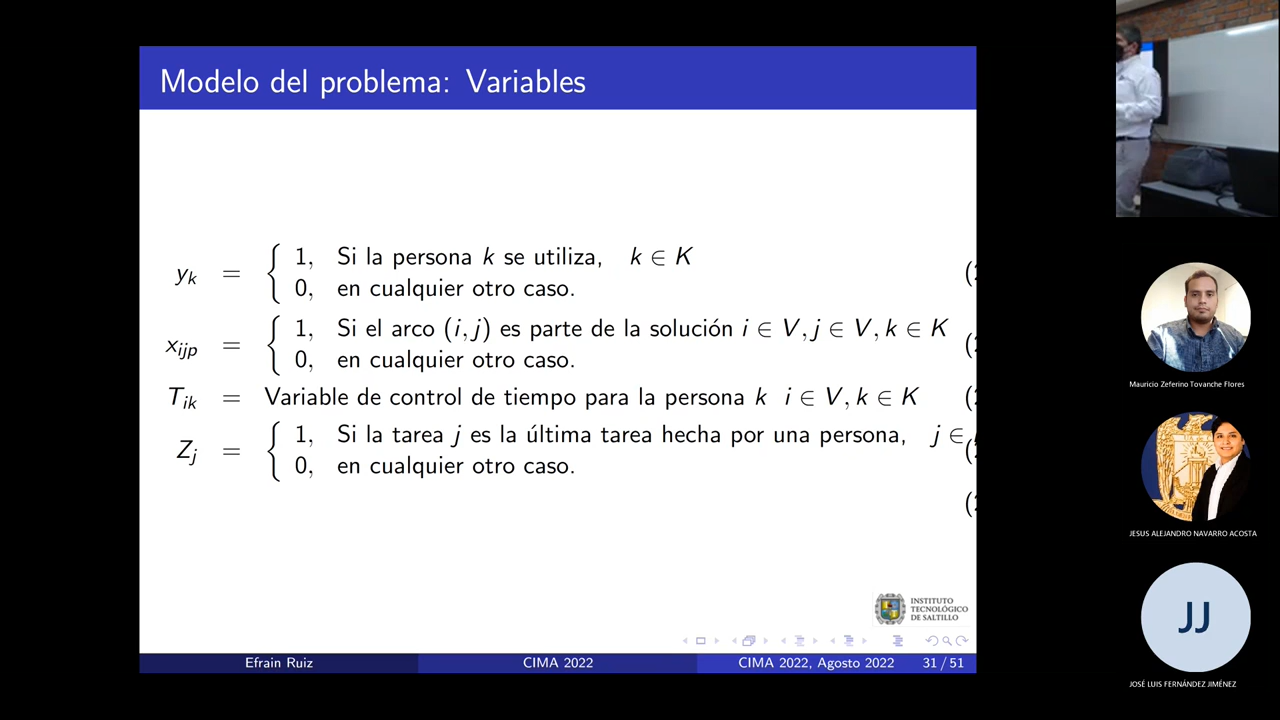 Modelo del problema: Variables
y_k = { 1, Si la persona k se utiliza, k ∈ K
0, en cualquier otro caso.
x_ijp = { 1, Si el arco (i, j) es parte de la solución i ∈ V, j ∈ V, k ∈ K
0, en cualquier otro caso.
T_ik = Variable de control de tiempo para la persona k i ∈ V, k ∈ K
Z_j = { 1, Si la tarea j es la última tarea hecha por una persona, j ∈
0, en cualquier otro caso.
INSTITUTO
TECNOLÓGICO
DE SALTILLO
Efrain Ruiz CIMA 2022 CIMA 2022, Agosto 2022 31 / 51
Mauricio Zeferino Tovanche Flores
JESUS ALEJANDRO NAVARRO ACOSTA
JJ
JOSÉ LUIS FERNÁNDEZ JIMÉNEZ